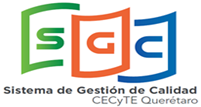 SGC
Sistema de Gestión de Calidad
CECyTE Querétaro